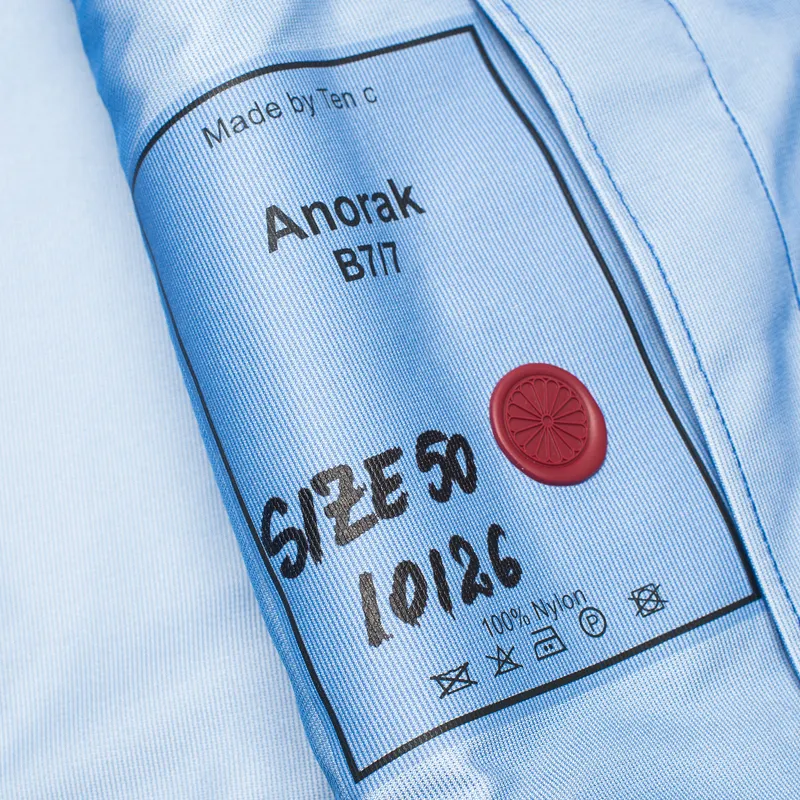 Made by Ten c
Anorak
B7/7
SIZE 50
10126
100% Nylon
P